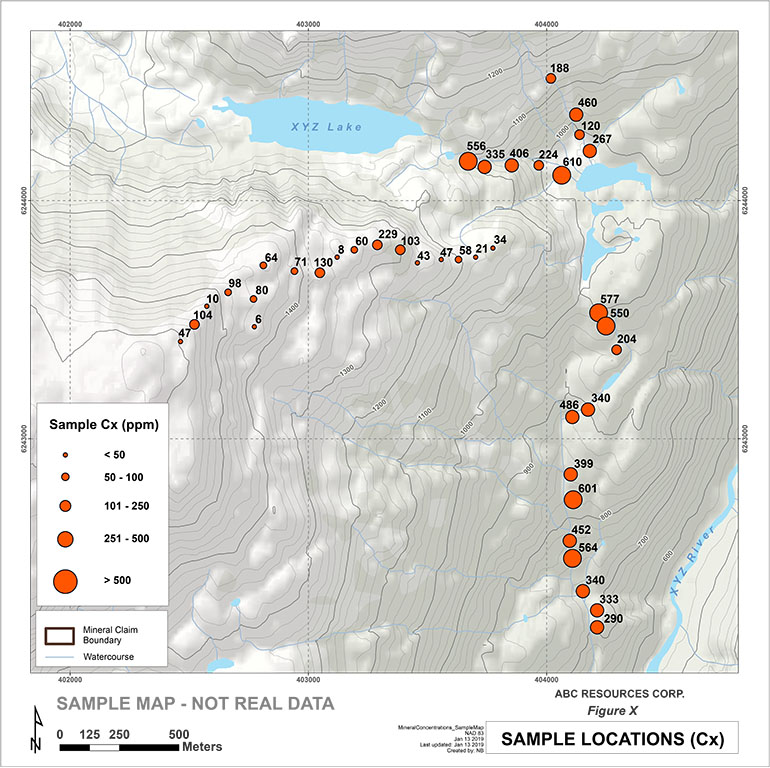 402000 403000 404000
188
1200
460
1100
1000
120
XYZ Lake
267
556 335 406 224 610
6244000 6244000
34
229
60 103
8 58 21
43 47
64
71 130
98 80
10
1400
104 6
47
577
550
204
1300
340
1200
486
1100
1000
6243000 6243000
399
900
601
800
452
700
564
600
XYZ River
340
333
290
Sample Cx (ppm)
< 50
50 - 100
101 - 250
251 - 500
> 500
Mineral Claim
Boundary
Watercourse
402000 403000 404000
SAMPLE MAP - NOT REAL DATA
ABC RESOURCES CORP.
Figure X
N
0 125 250 500
Meters
MineralConcentrations_SampleMap
NAD 83
Jan 13 2019
Last updated: Jan 13 2019
Created by: NB
SAMPLE LOCATIONS (Cx)